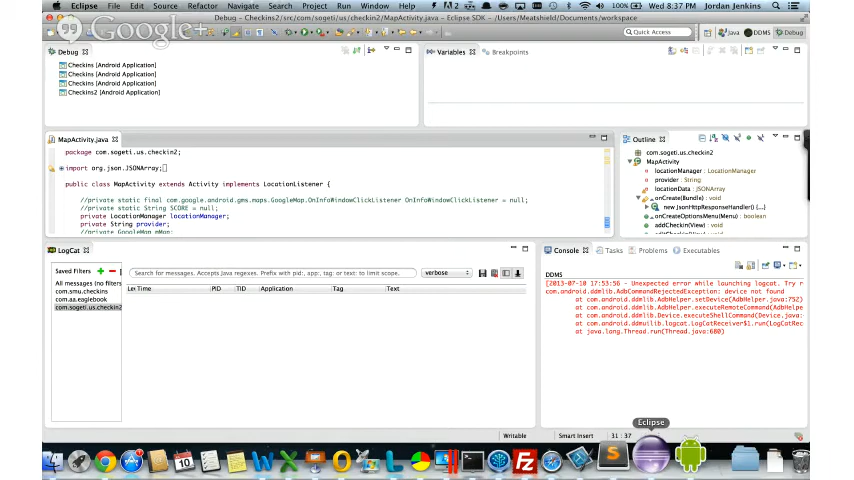 Eclipse File Edit Source Refactor Navigate Search Project Run Window Help 100% Wed 8:37 PM Jordan Jenkins
Debug - Checkins2/src/com/sogeti/us/checkin2/MapActivity.java - Eclipse SDK - /Users/Meatshield/Documents/workspace
Google+
Quick Access Java DDMS Debug
Debug
Checkins [Android Application]
Checkins [Android Application]
Checkins [Android Application]
Checkins2 [Android Application]
Variables Breakpoints
MapActivity.java
package com.sogeti.us.checkin2;
import org.json.JSONArray;
public class MapActivity extends Activity implements LocationListener {
//private static final com.google.android.gms.maps.GoogleMap.OnInfoWindowClickListener OnInfoWindowClickListener = null;
//private static String SCORE = null;
private LocationManager locationManager;
private String provider;
//private GoogleMap mMap;
Outline
com.sogeti.us.checkin2
MapActivity
locationManager : LocationManager
provider : String
locationData : JSONArray
onCreate(Bundle) : void
new JsonHttpResponseHandler() {...}
onCreateOptionsMenu(Menu) : boolean
addCheckin(View) : void
LogCat
Saved Filters
All messages (no filters
com.smu.checkins
com.aa.eaglebook
com.sogeti.us.checkin2
Search for messages. Accepts Java regexes. Prefix with pid:, app:, tag: or text: to limit scope.
verbose
Le Time PID TID Application Tag Text
Console Tasks Problems Executables
DDMS
[2013-07-10 17:53:56 - Unexpected error while launching logcat. Try r
com.android.ddmlib.AdbCommandRejectedException: device not found
at com.android.ddmlib.AdbHelper.setDevice(AdbHelper.java:752)
at com.android.ddmlib.AdbHelper.executeRemoteCommand(AdbHelpe
at com.android.ddmlib.Device.executeShellCommand(Device.java:
at com.android.ddmuilib.logcat.LogCatReceiver$1.run(LogCatRec
at java.lang.Thread.run(Thread.java:680)
Eclipse
Writable Smart Insert 31 : 37